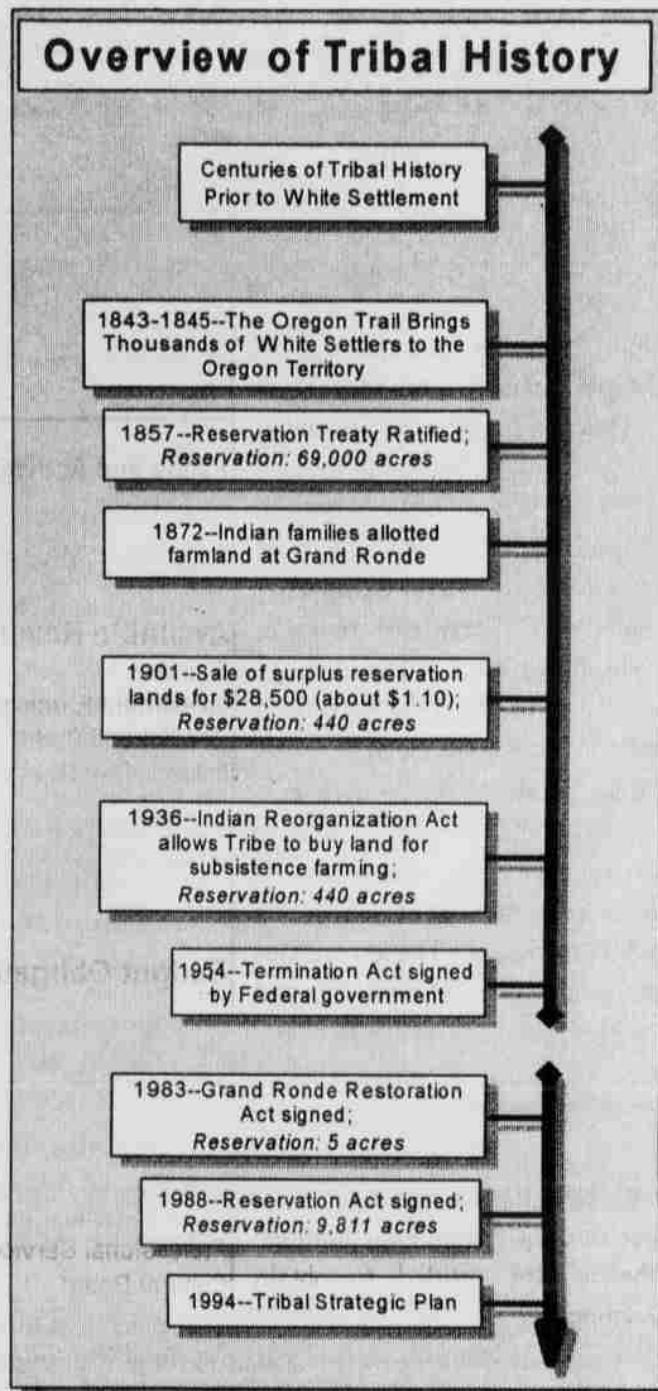 Overview of Tribal History
Centuries of Tribal History
Prior to White Settlement
1843-1845--The Oregon Trail Brings
Thousands of White Settlers to the
Oregon Territory
1857--Reservation Treaty Ratified;
Reservation: 69,000 acres
1872--Indian families allotted
farmland at Grand Ronde
1901--Sale of surplus reservation
lands for $28,500 (about $1.10);
Reservation: 440 acres
1936--Indian Reorganization Act
allows Tribe to buy land for
subsistence farming;
Reservation: 440 acres
1954--Termination Act signed
by Federal government
1983--Grand Ronde Restoration
Act signed;
Reservation: 5 acres
1988--Reservation Act signed;
Reservation: 9,811 acres
1994--Tribal Strategic Plan